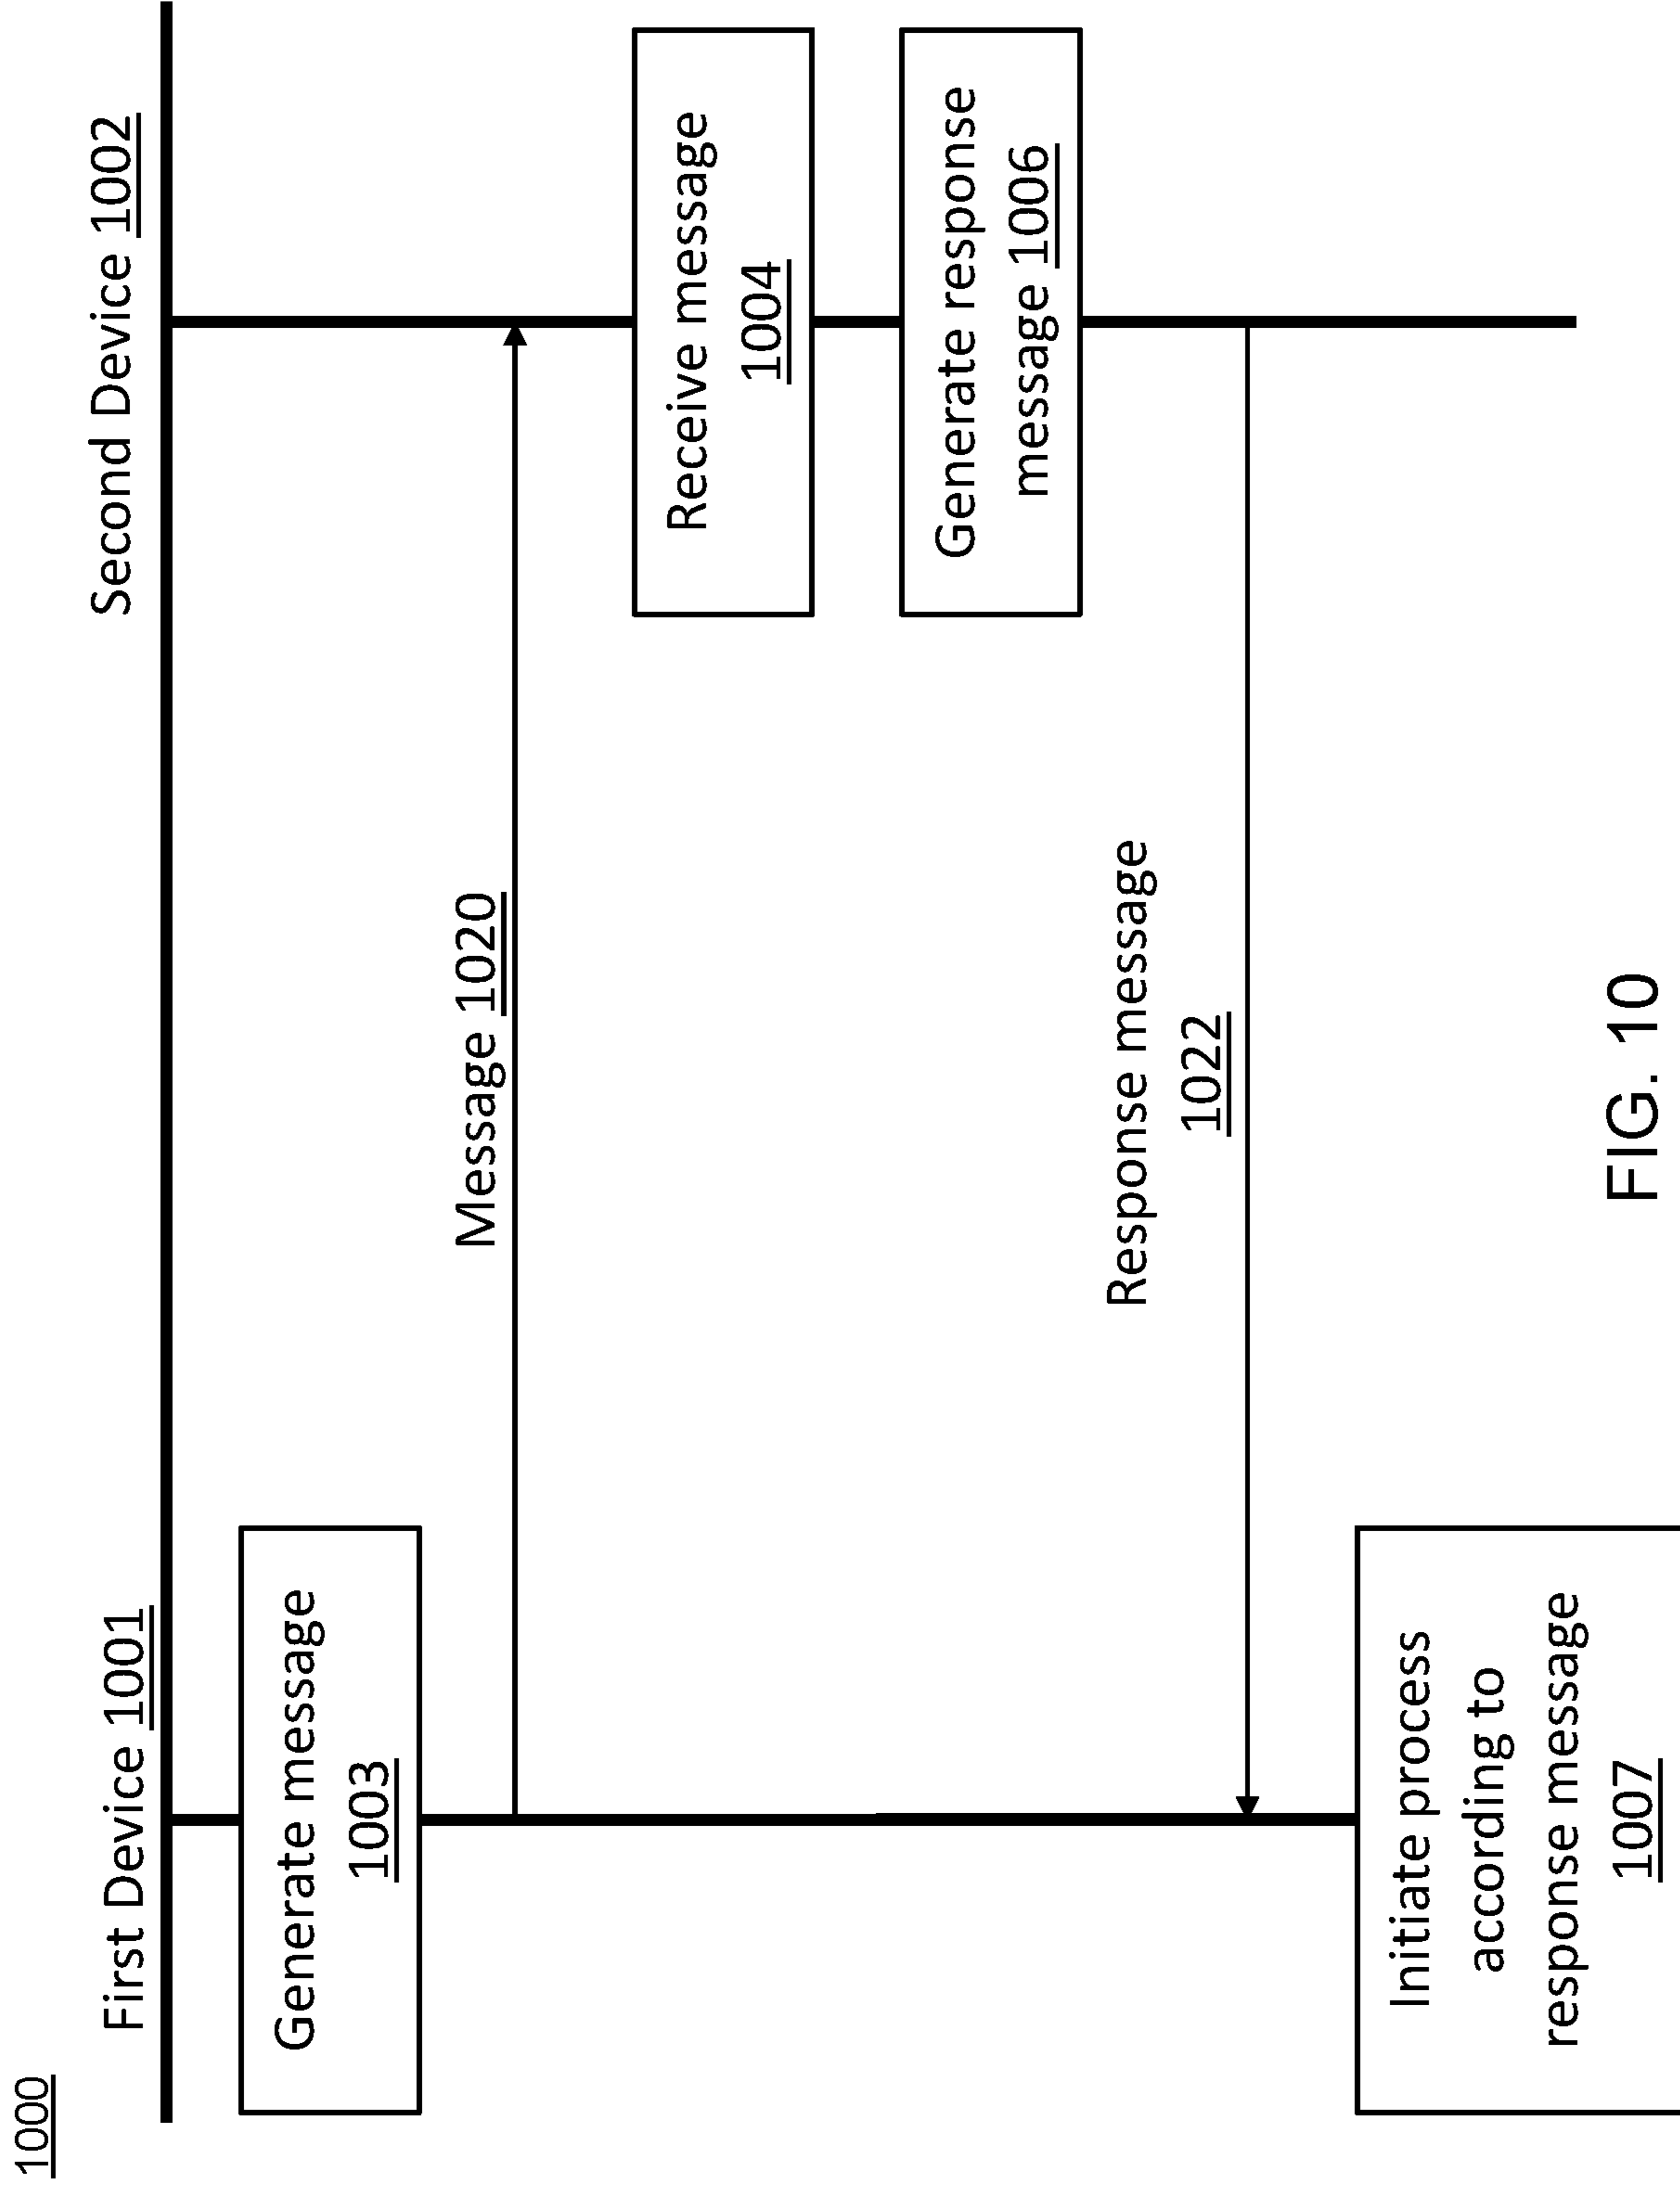 1000
First Device 1001
Second Device 1002
Generate message
1003
Message 1020
Receive message
1004
Generate response
message 1006
Response message
1022
Initiate process
according to
response message
1007
FIG. 10